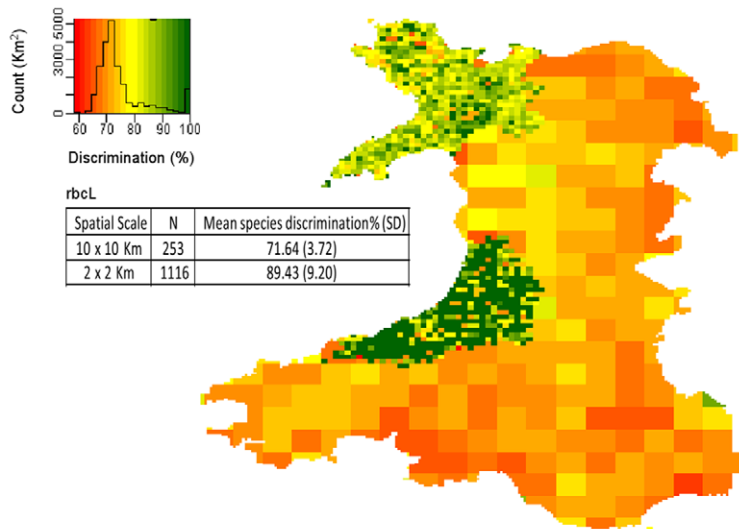 5000
3000
0
Count (Km²)
60 70 80 90 100
Discrimination (%)
rbcL
Spatial Scale N Mean species discrimination% (SD)
10 x 10 Km 253 71.64 (3.72)
2 x 2 Km 1116 89.43 (9.20)